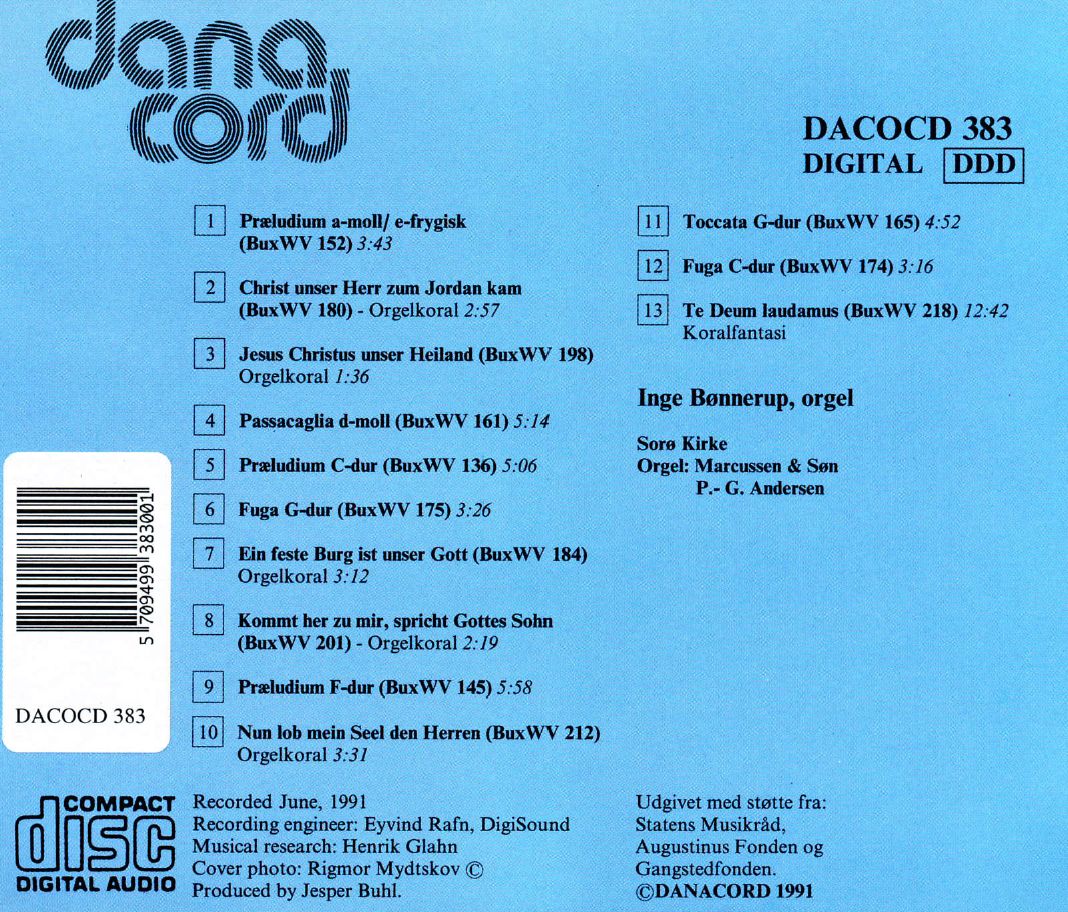 dana
cord
DACOCD 383
DIGITAL DDD
1 Præludium a-moll/ e-frygisk
(BuxWV 152) 3:43
2 Christ unser Herr zum Jordan kam
(BuxWV 180) - Orgelkoral 2:57
3 Jesus Christus unser Heiland (BuxWV 198)
Orgelkoral 1:36
4 Passacaglia d-moll (BuxWV 161) 5:14
5 Præludium C-dur (BuxWV 136) 5:06
6 Fuga G-dur (BuxWV 175) 3:26
7 Ein feste Burg ist unser Gott (BuxWV 184)
Orgelkoral 3:12
8 Kommt her zu mir, spricht Gottes Sohn
(BuxWV 201) - Orgelkoral 2:19
9 Præludium F-dur (BuxWV 145) 5:58
10 Nun lob mein Seel den Herren (BuxWV 212)
Orgelkoral 3:31
11 Toccata G-dur (BuxWV 165) 4:52
12 Fuga C-dur (BuxWV 174) 3:16
13 Te Deum laudamus (BuxWV 218) 12:42
Koralfantasi
Inge Bønnerup, orgel
Sorø Kirke
Orgel: Marcussen & Søn
P.- G. Andersen
5 709499 383001
DACOCD 383
COMPACT
disc
DIGITAL AUDIO
Recorded June, 1991
Recording engineer: Eyvind Rafn, DigiSound
Musical research: Henrik Glahn
Cover photo: Rigmor Mydtskov ©
Produced by Jesper Buhl.
Udgivet med støtte fra:
Statens Musikråd,
Augustinus Fonden og
Gangstedfonden.
©DANACORD 1991